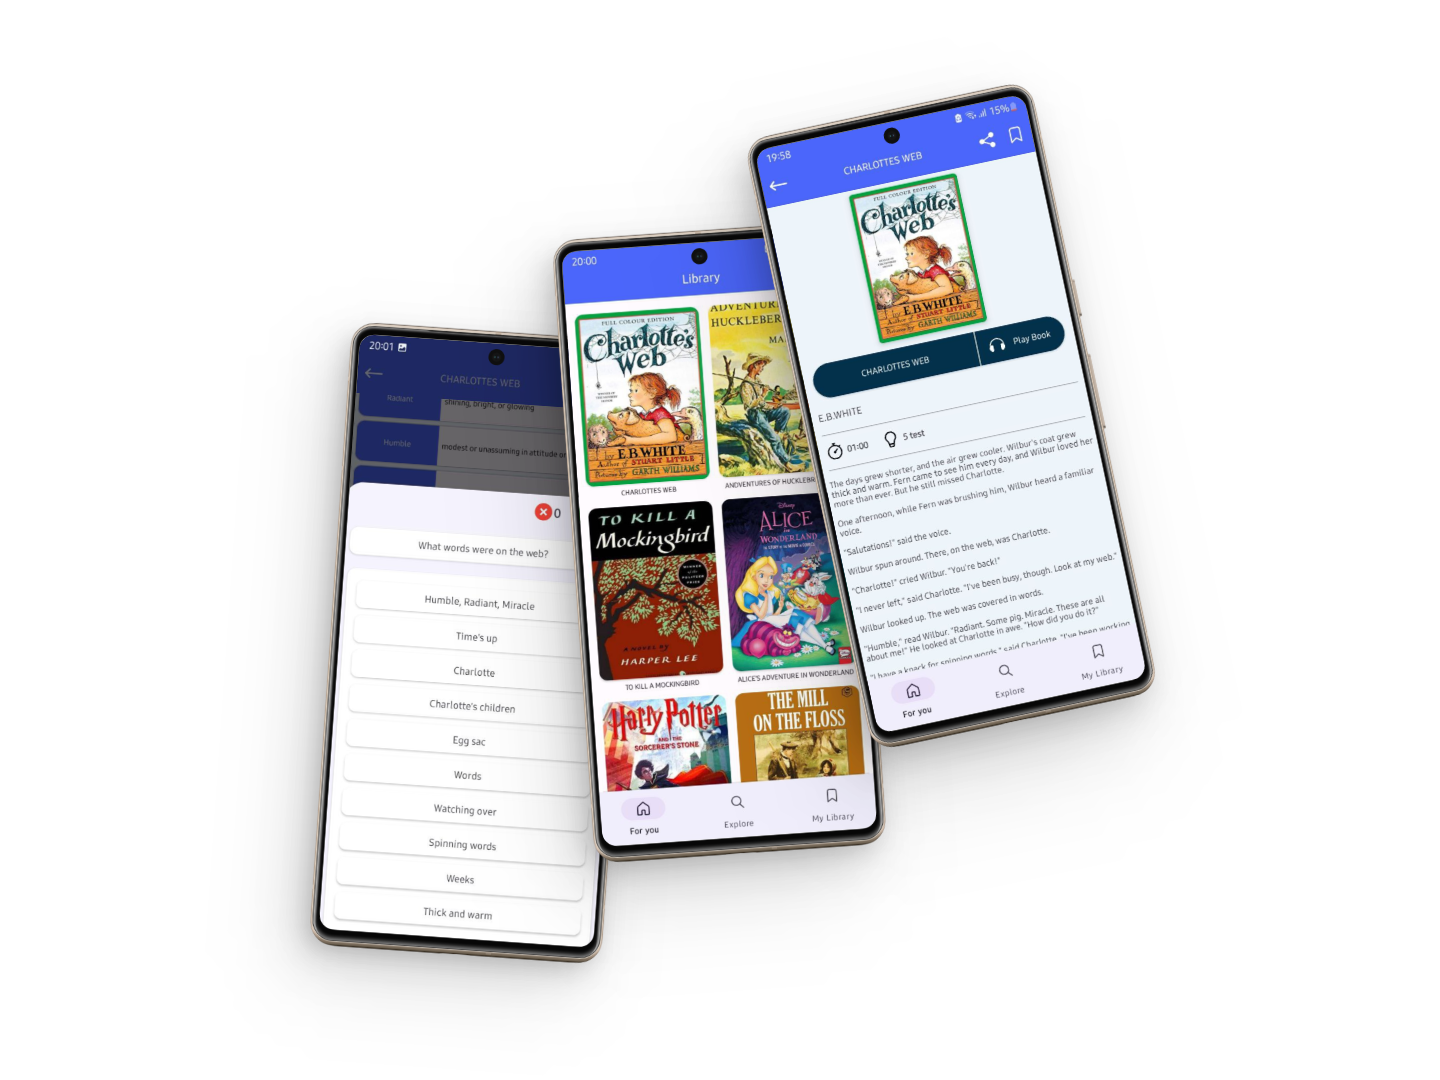 20:01
CHARLOTTES WEB
Radiant
shining, bright, or glowing
Humble
modest or unassuming in attitude or
0
What words were on the web?
Humble, Radiant, Miracle
Time's up
Charlotte
Charlotte's children
Egg sac
Words
Watching over
Spinning words
Weeks
Thick and warm
20:00
Library
FULL COLOUR EDITION
Charlotte's
Web
E.B.WHITE
Author of STUART LITTLE
Pictures by GARTH WILLIAMS
CHARLOTTES WEB
ADVENTUR
HUCKLEBER
MA
ANDVENTURES OF HUCKLEBR
TO KILL A
Mockingbird
WINNER
of the
PULITZER
PRIZE
A NOVEL by
HARPER LEE
TO KILL A MOCKINGBIRD
Disney
ALICE
in
WONDERLAND
ALICE'S ADVENTURE IN WONDERLAND
Harry Potter
AND THE
SORCERER'S STONE
THE MILL
ON THE FLOSS
For you
Explore
My Library
19:58
15%
CHARLOTTES WEB
FULL COLOUR EDITION
Charlotte's
Web
E.B.WHITE
Author of STUART LITTLE
Pictures by GARTH WILLIAMS
CHARLOTTES WEB
Play Book
E.B.WHITE
01:00
5 test
The days grew shorter, and the air grew cooler. Wilbur's coat grew
thick and warm. Fern came to see him every day, and Wilbur loved her
more than ever. But he still missed Charlotte.
One afternoon, while Fern was brushing him, Wilbur heard a familiar
voice.
"Salutations!" said the voice.
Wilbur spun around. There, on the web, was Charlotte.
"Charlotte!" cried Wilbur. "You're back!"
"I never left," said Charlotte. "I've been busy, though. Look at my web."
Wilbur looked up. The web was covered in words.
"Humble," read Wilbur. "Radiant. Some pig. Miracle. These are all
about me!" He looked at Charlotte in awe. "How did you do it?"
"I have a knack for spinning words," said Charlotte. "I've been working
For you
Explore
My Library